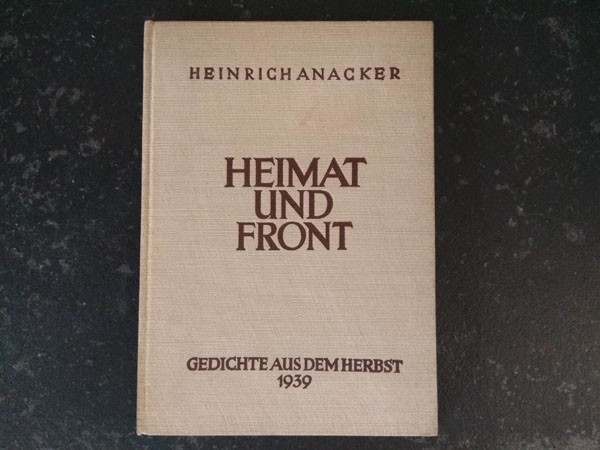 HEINRICH ANACKER
HEIMAT
UND
FRONT
GEDICHTE AUS DEM HERBST
1939